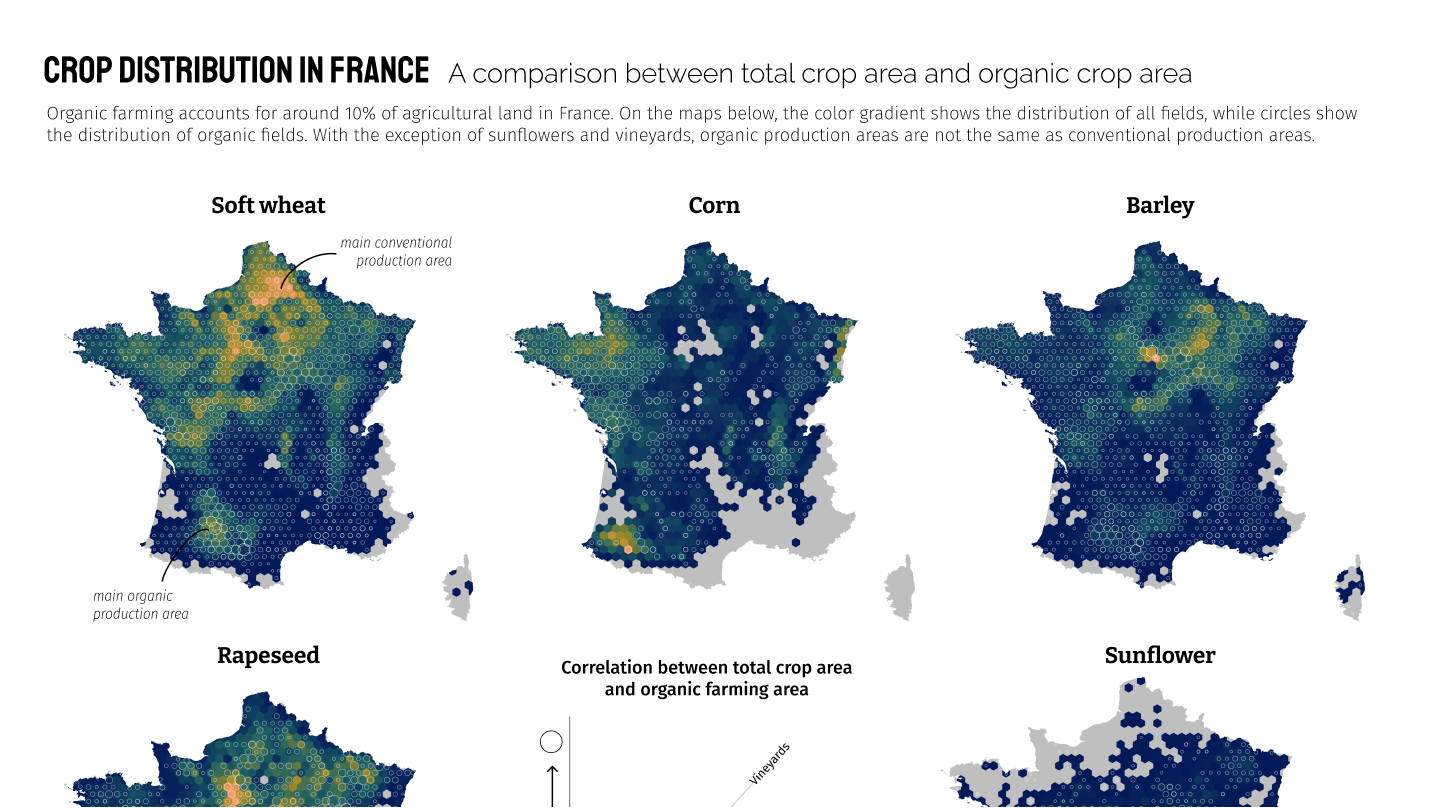 CROP DISTRIBUTION IN FRANCE A comparison between total crop area and organic crop area
Organic farming accounts for around 10% of agricultural land in France. On the maps below, the color gradient shows the distribution of all fields, while circles show
the distribution of organic fields. With the exception of sunflowers and vineyards, organic production areas are not the same as conventional production areas.
Soft wheat
Corn
Barley
main conventional
production area
main organic
production area
Rapeseed
Correlation between total crop area
and organic farming area
Sunflower
Vineyards